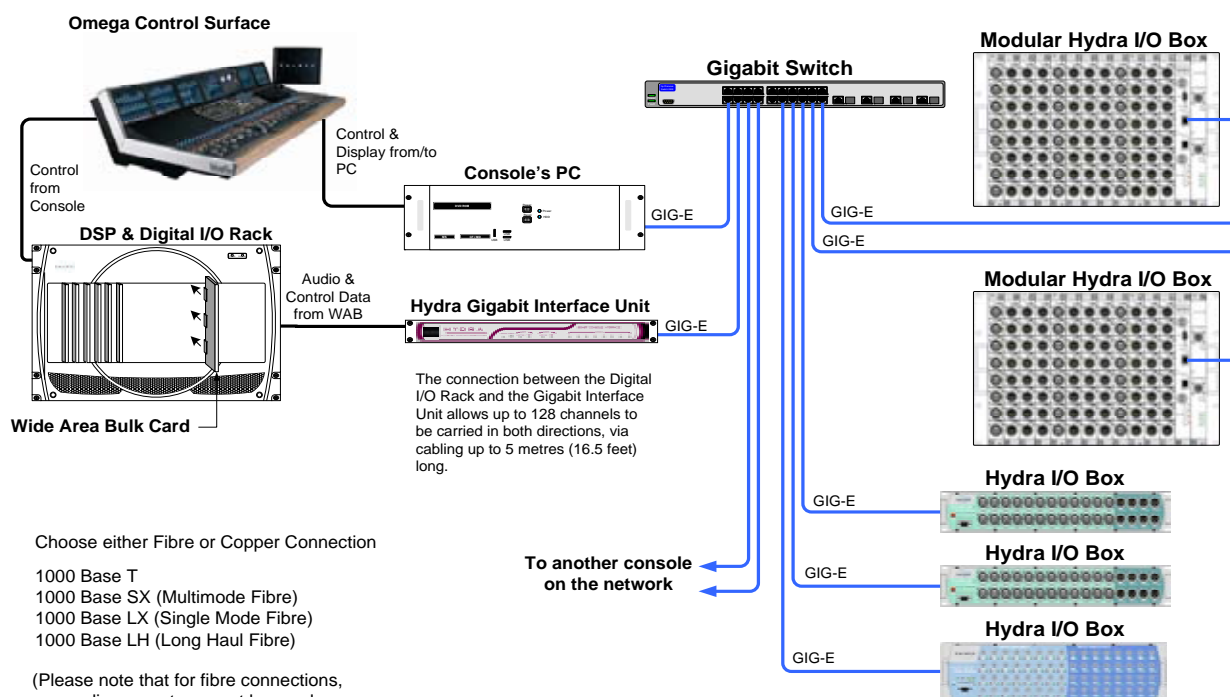 Omega Control Surface
Modular Hydra I/O Box
Gigabit Switch
Control &
Display from/to
PC
Control
from
Console
Console's PC
GIG-E
GIG-E
GIG-E
DSP & Digital I/O Rack
Audio &
Control Data
from WAB
Hydra Gigabit Interface Unit
HYDRA
GIG-E
Modular Hydra I/O Box
The connection between the Digital
I/O Rack and the Gigabit Interface
Unit allows up to 128 channels to
be carried in both directions, via
cabling up to 5 metres (16.5 feet)
long.
Wide Area Bulk Card
Hydra I/O Box
GIG-E
Choose either Fibre or Copper Connection
1000 Base T
1000 Base SX (Multimode Fibre)
1000 Base LX (Single Mode Fibre)
1000 Base LH (Long Haul Fibre)
To another console
on the network
Hydra I/O Box
GIG-E
Hydra I/O Box
GIG-E
(Please note that for fibre connections,